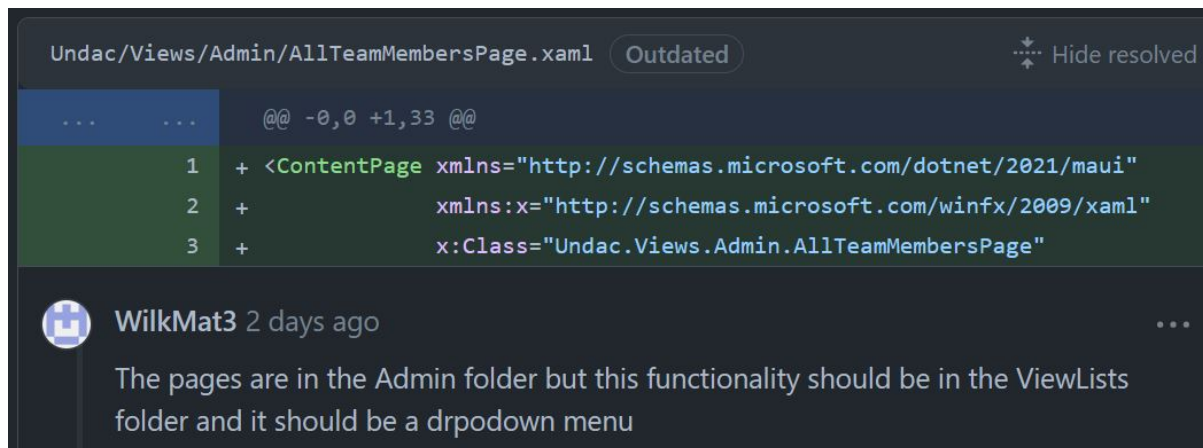 Undac/Views/Admin/AllTeamMembersPage.xaml Outdated Hide resolved
... ... @@ -0,0 +1,33 @@
1 + <ContentPage xmlns="http://schemas.microsoft.com/dotnet/2021/maui"
2 + xmlns:x="http://schemas.microsoft.com/winfx/2009/xaml"
3 + x:Class="Undac.Views.Admin.AllTeamMembersPage"
WilkMat3 2 days ago ...
The pages are in the Admin folder but this functionality should be in the ViewLists
folder and it should be a drpodown menu